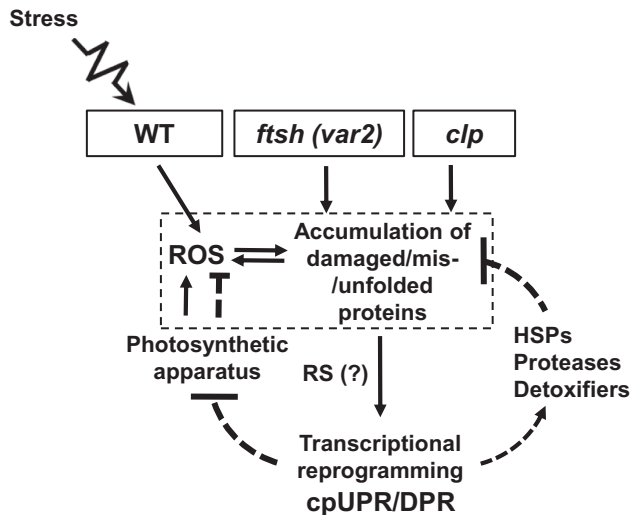 Stress
WT
ftsh (var2)
clp
ROS
Accumulation of
damaged/mis-
/unfolded
proteins
Photosynthetic
apparatus
RS (?)
HSPs
Proteases
Detoxifiers
Transcriptional
reprogramming
cpUPR/DPR